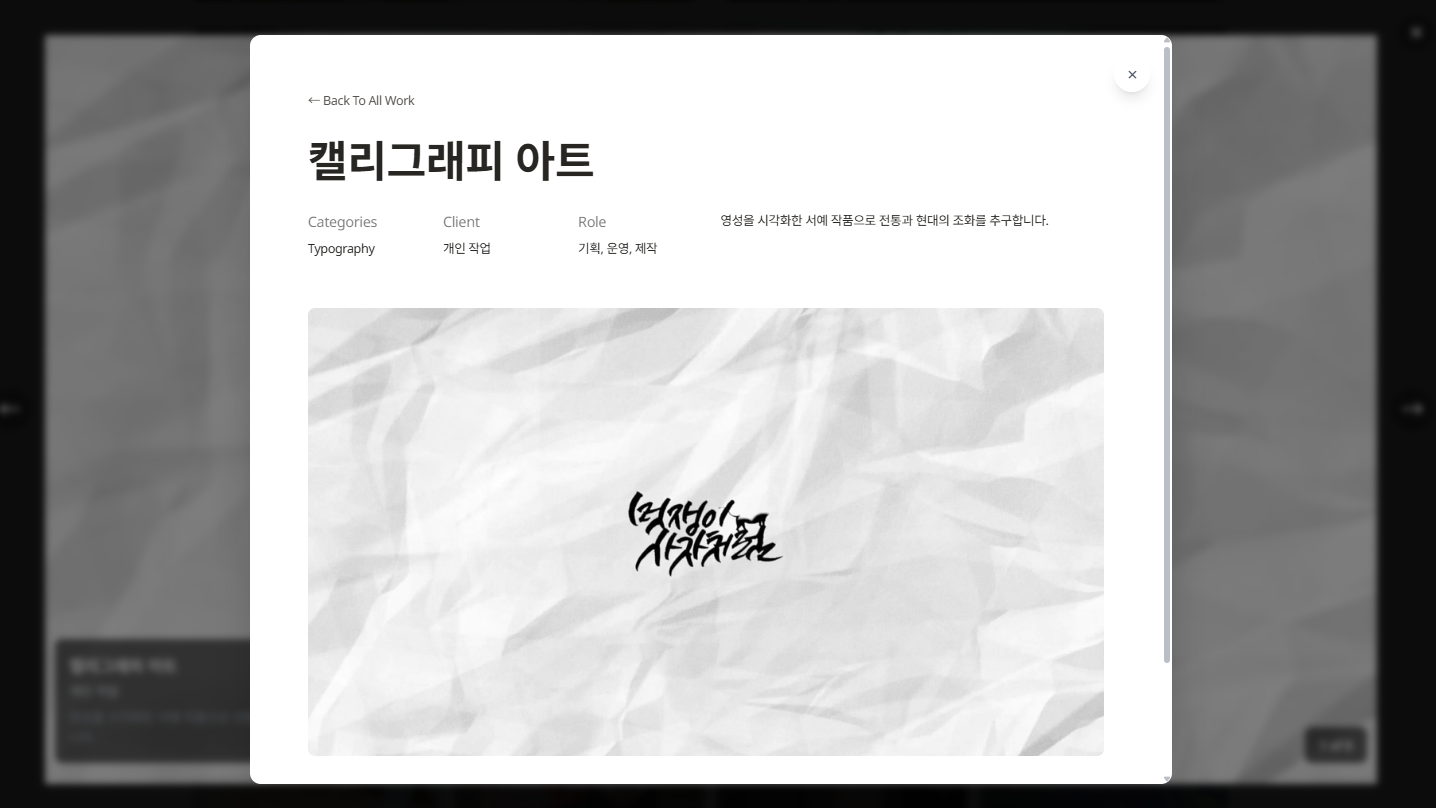 ← Back To All Work
캘리그래피 아트
Categories
Typography
Client
개인 작업
Role
기획, 운영, 제작
영성을 시각화한 서예 작품으로 전통과 현대의 조화를 추구합니다.
멋쟁이
사자처럼